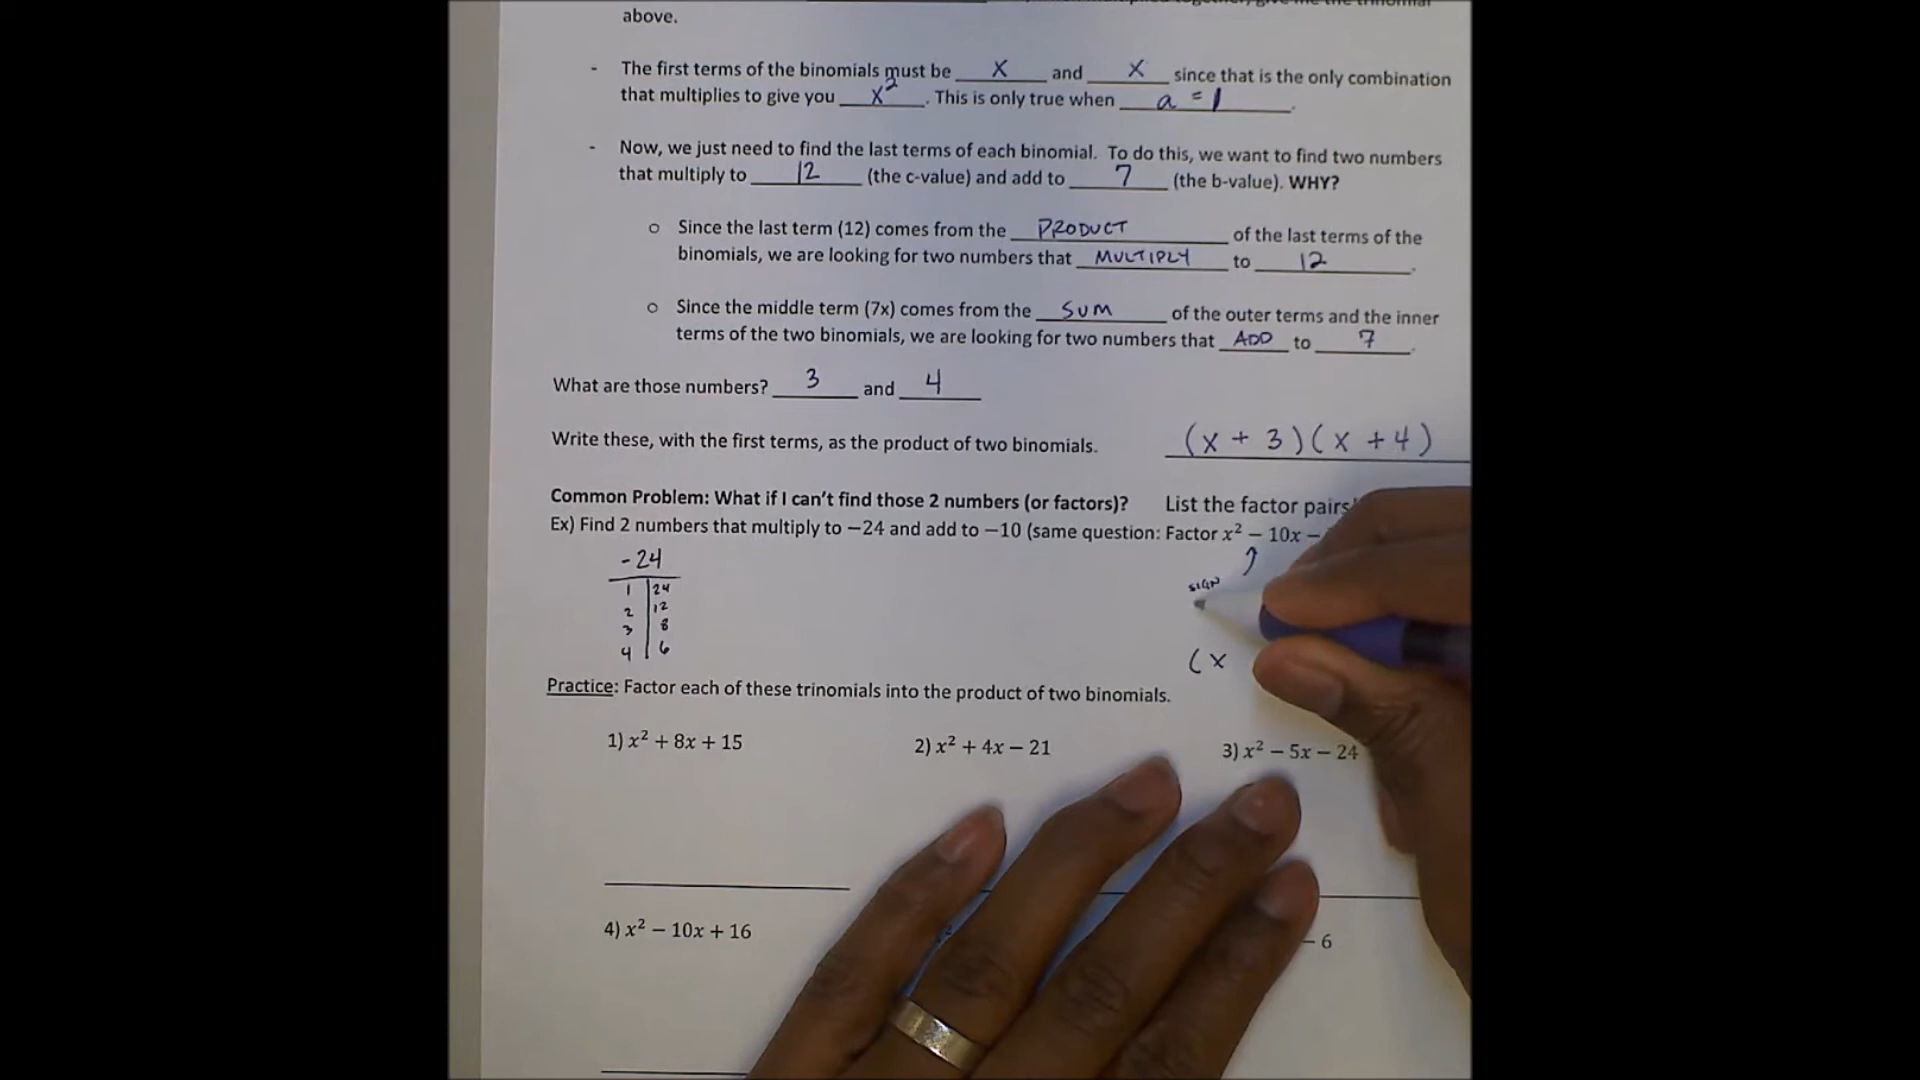 above.
- The first terms of the binomials must be x and x since that is the only combination
that multiplies to give you x². This is only true when a = 1.
- Now, we just need to find the last terms of each binomial. To do this, we want to find two numbers
that multiply to 12 (the c-value) and add to 7 (the b-value). WHY?
o Since the last term (12) comes from the PRODUCT of the last terms of the
binomials, we are looking for two numbers that MULTIPLY to 12.
o Since the middle term (7x) comes from the SUM of the outer terms and the inner
terms of the two binomials, we are looking for two numbers that ADD to 7.
What are those numbers? 3 and 4
Write these, with the first terms, as the product of two binomials. (x + 3)(x + 4)
Common Problem: What if I can't find those 2 numbers (or factors)? List the factor pairs
Ex) Find 2 numbers that multiply to −24 and add to −10 (same question: Factor x² − 10x −
-24
1 24
2 12
3 8
4 6
SIGN
(x
Practice: Factor each of these trinomials into the product of two binomials.
1) x² + 8x + 15 2) x² + 4x − 21 3) x² − 5x − 24
4) x² − 10x + 16 − 6